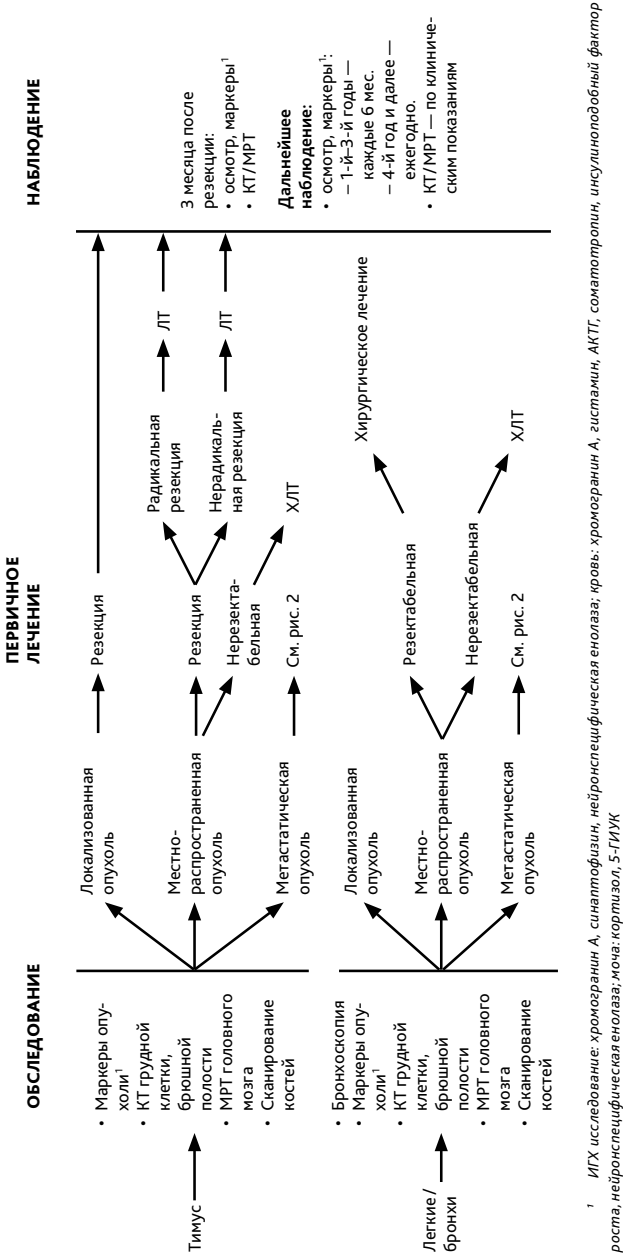 ОБСЛЕДОВАНИЕ
ПЕРВИЧНОЕ
ЛЕЧЕНИЕ
НАБЛЮДЕНИЕ
Тимус
• Маркеры опу-
холи¹
• КТ грудной
клетки,
брюшной
полости
• МРТ головного
мозга
• Сканирование
костей
Локализованная
опухоль
Резекция
Местно-
распространенная
опухоль
Резекция
Радикальная
резекция
ЛТ
Нерадикаль-
ная резекция
ЛТ
Нерезекта-
бельная
ХЛТ
Метастатическая
опухоль
См. рис. 2
3 месяца после
резекции:
• осмотр, маркеры¹
• КТ/МРТ
Дальнейшее
наблюдение:
• осмотр, маркеры¹:
– 1-й–3-й годы —
каждые 6 мес.
– 4-й год и далее —
ежегодно.
• КТ/МРТ — по клиниче-
ским показаниям
Легкие/
бронхи
• Бронхоскопия
• Маркеры опу-
холи¹
• КТ грудной
клетки,
брюшной
полости
• МРТ головного
мозга
• Сканирование
костей
Локализованная
опухоль
Местно-
распространенная
опухоль
Резектабельная
Хирургическое лечение
Нерезектабельная
ХЛТ
Метастатическая
опухоль
См. рис. 2
¹ ИГХ исследование: хромогранин А, синаптофизин, нейронспецифическая енолаза; кровь: хромогранин А, гистамин, АКТГ, соматотропин, инсулиноподобный фактор
роста, нейронспецифическая енолаза; моча: кортизол, 5-ГИУК